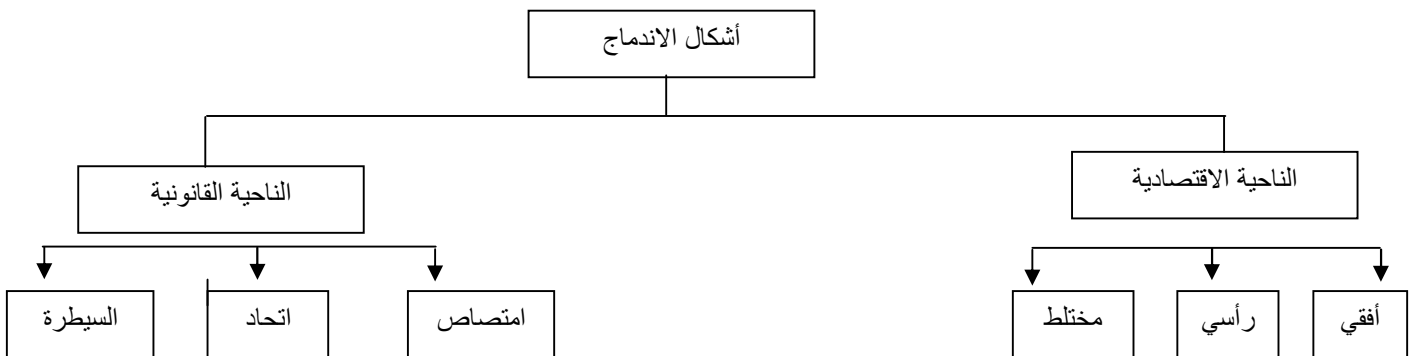 أشكال الاندماج
الناحية الاقتصادية
الناحية القانونية
أفقي
رأسي
مختلط
امتصاص
اتحاد
السيطرة